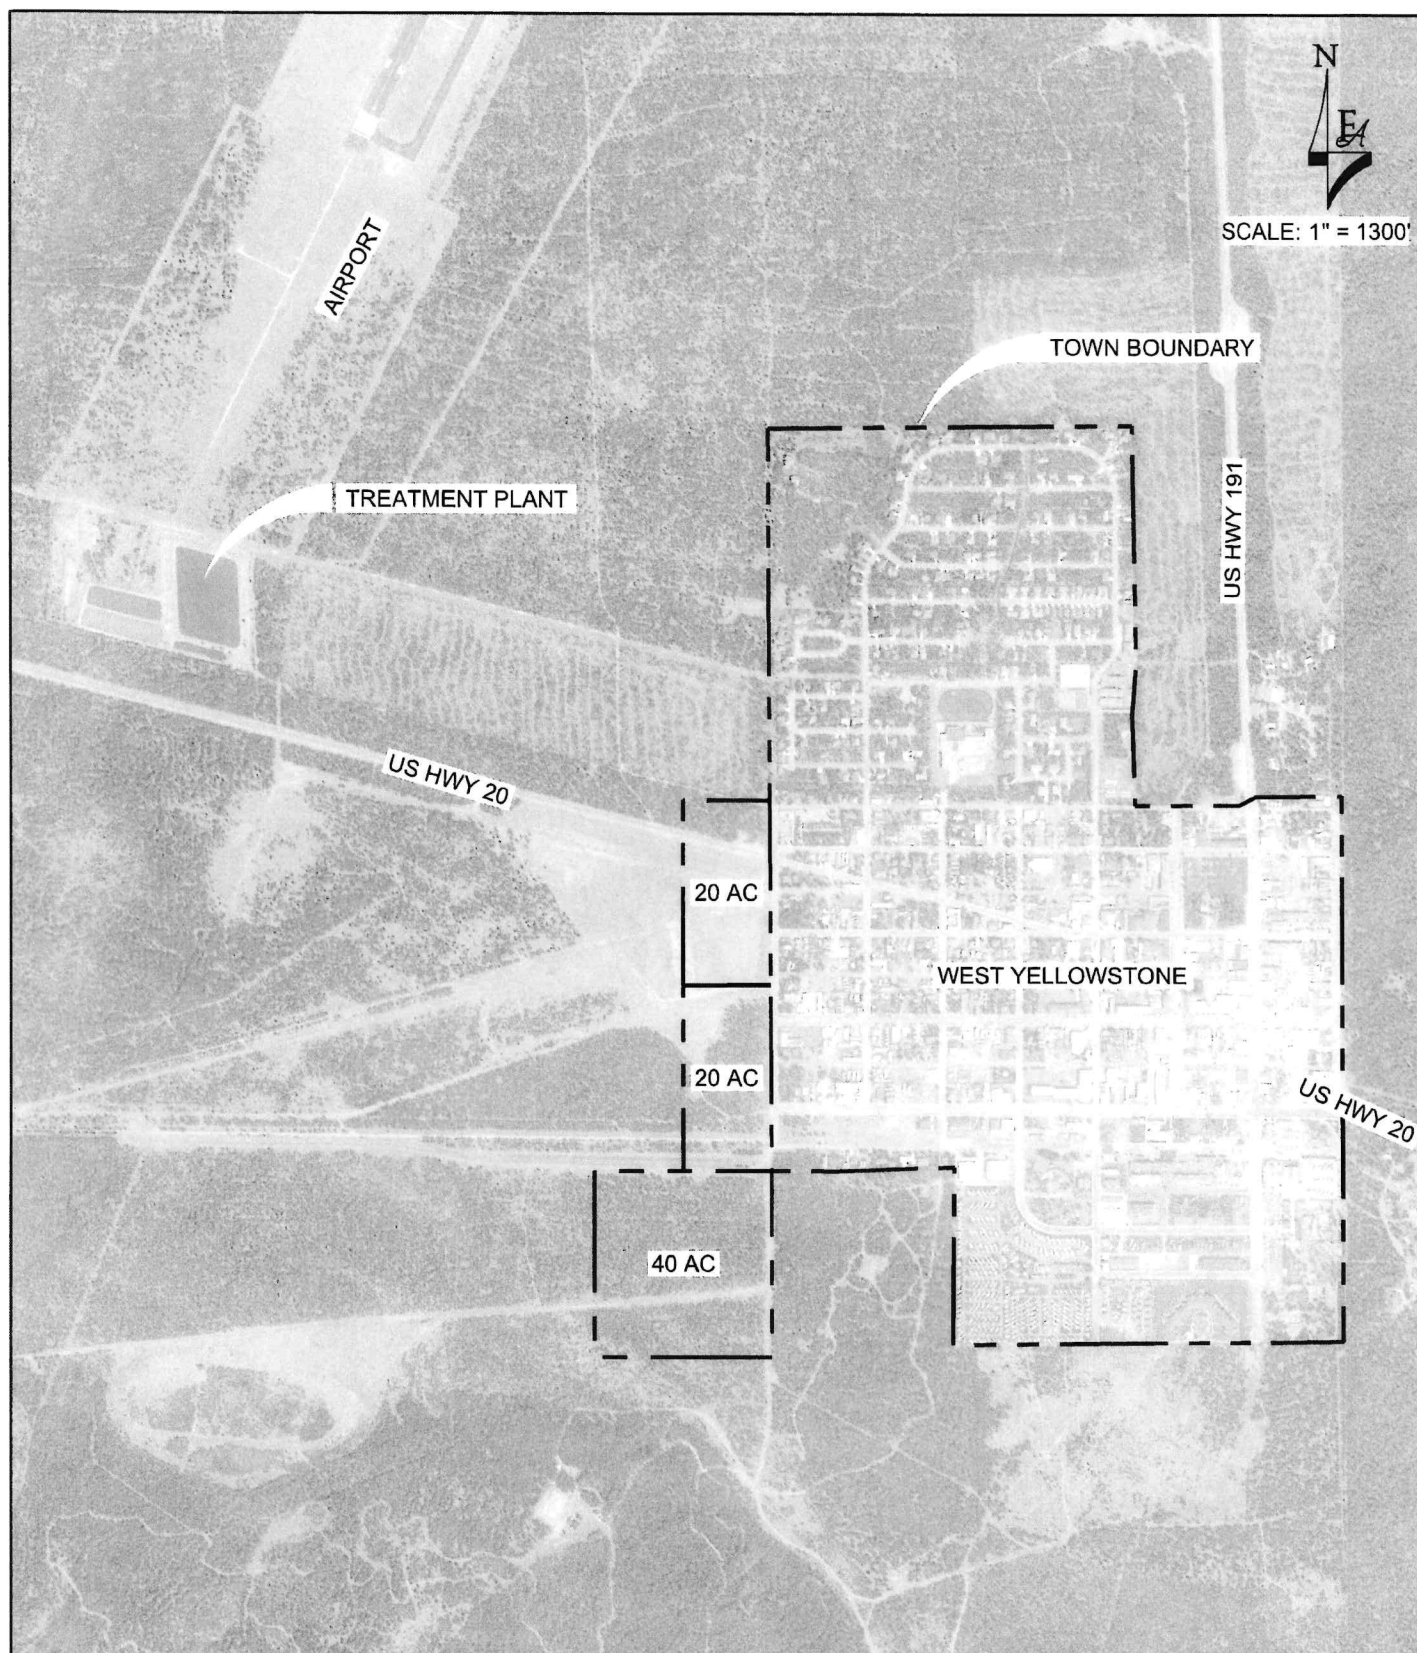 N
EA
SCALE: 1" = 1300'
AIRPORT
TOWN BOUNDARY
TREATMENT PLANT
US HWY 191
US HWY 20
20 AC
WEST YELLOWSTONE
20 AC
US HWY 20
40 AC